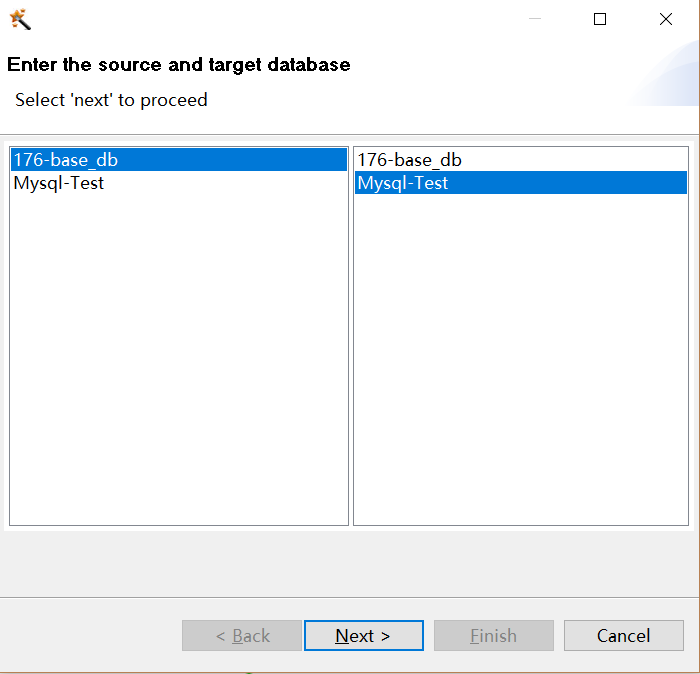 Enter the source and target database
Select 'next' to proceed
176-base_db
Mysql-Test
176-base_db
Mysql-Test
< Back
Next >
Finish
Cancel